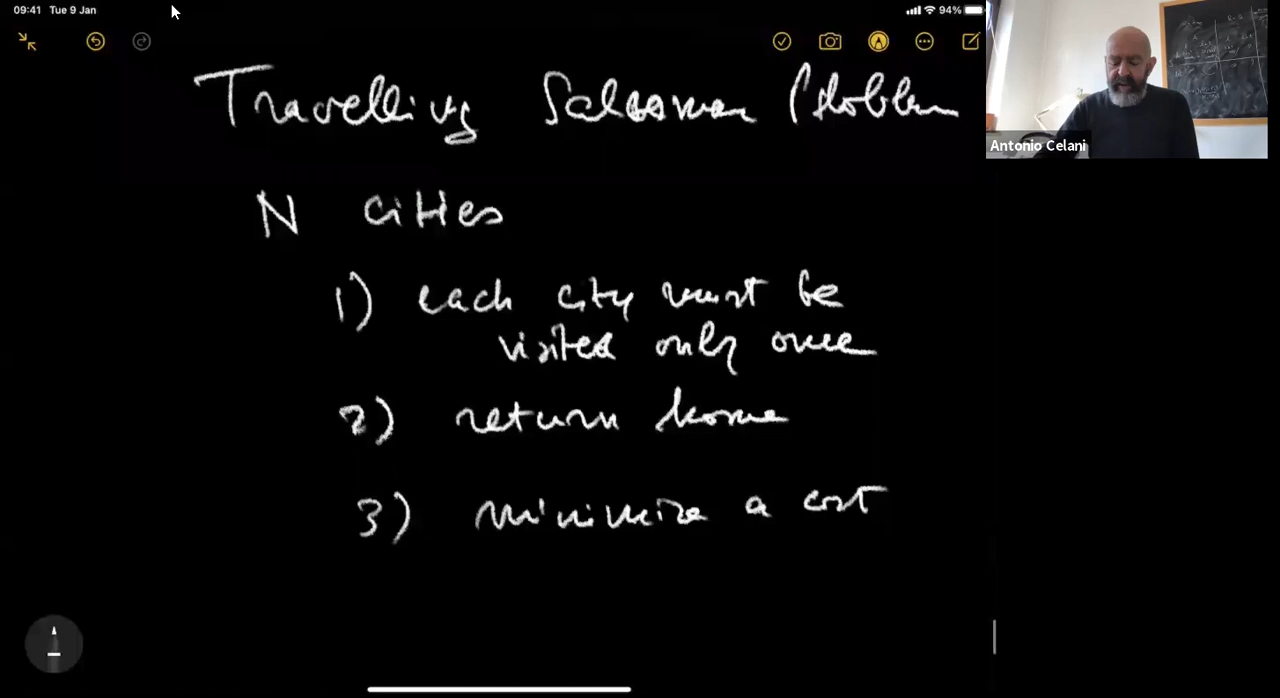 09:41 Tue 9 Jan
94%
Travelling Salesman Problem
Antonio Celani
N cities
1) each city must be
visited only once
2) return home
3) minimize a cost